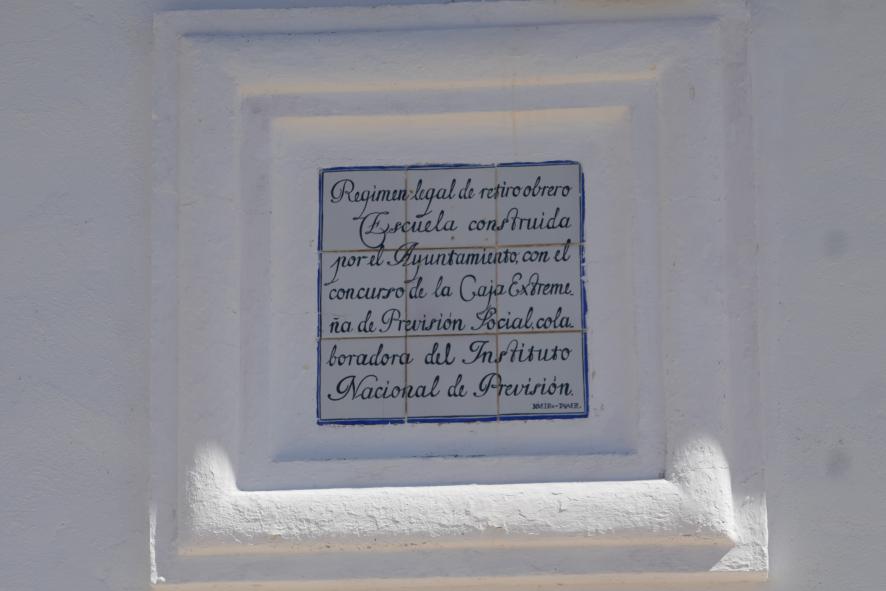 Regimen legal de retiro obrero
Escuela construida
por el Ayuntamiento, con el
concurso de la Caja Extreme.
ña de Previsión Social, cola.
boradora del Instituto
Nacional de Previsión.